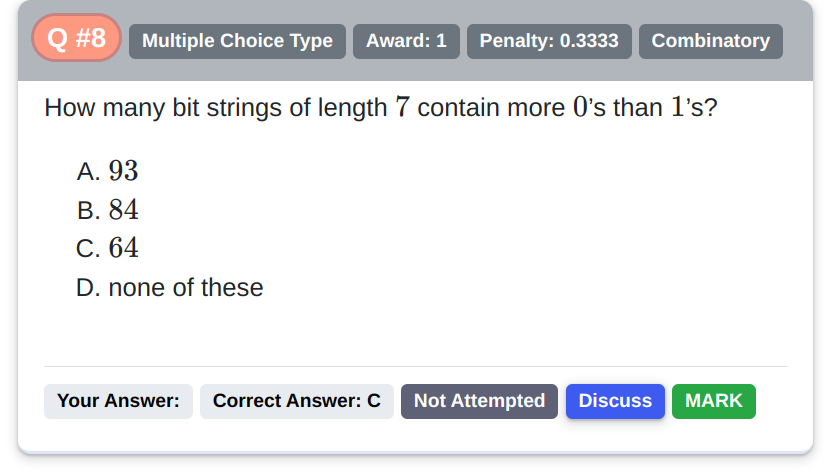 Q #8 Multiple Choice Type Award: 1 Penalty: 0.3333 Combinatory
How many bit strings of length 7 contain more 0’s than 1’s?
A. 93
B. 84
C. 64
D. none of these
Your Answer: Correct Answer: C Not Attempted Discuss MARK